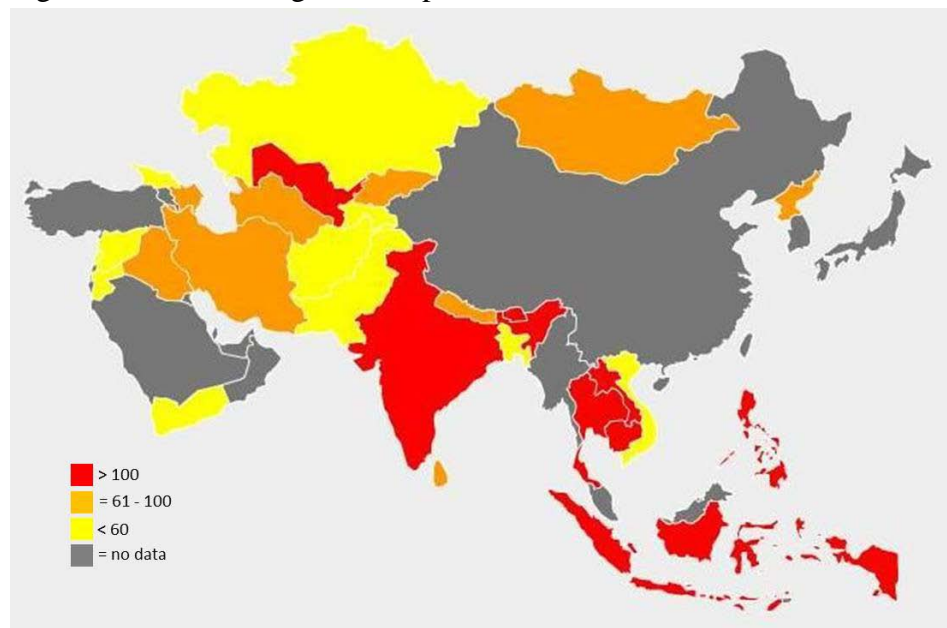 > 100
= 61 - 100
< 60
= no data